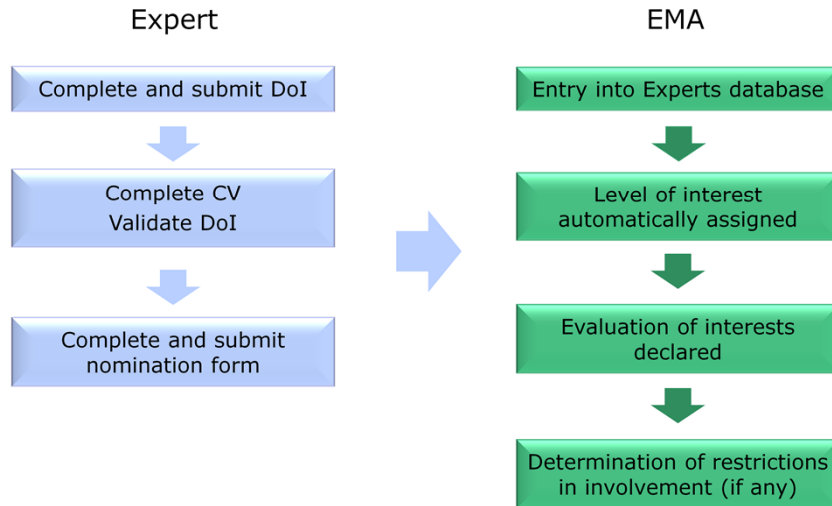 Expert
Complete and submit DoI
Complete CV
Validate DoI
Complete and submit
nomination form
EMA
Entry into Experts database
Level of interest
automatically assigned
Evaluation of interests
declared
Determination of restrictions
in involvement (if any)